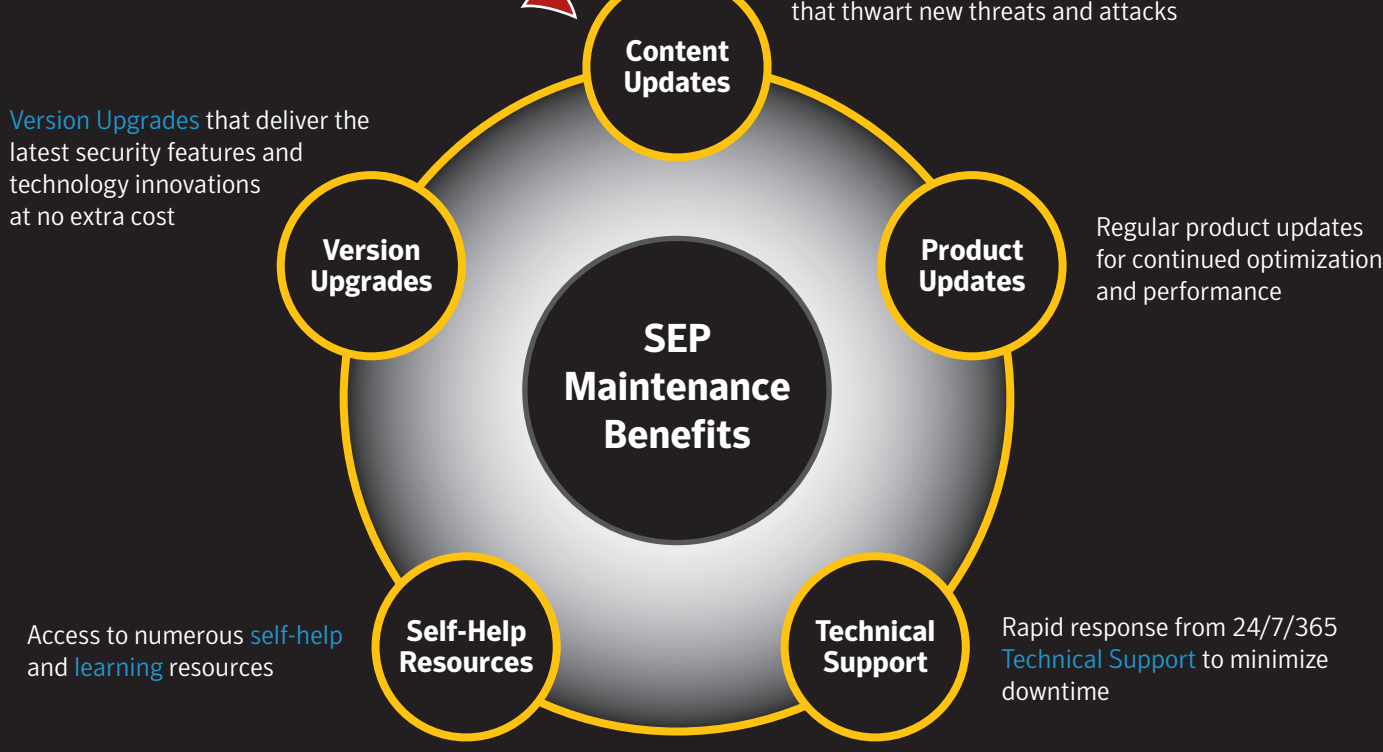 that thwart new threats and attacks
Content
Updates
Version Upgrades that deliver the
latest security features and
technology innovations
at no extra cost
Version
Upgrades
Product
Updates
Regular product updates
for continued optimization
and performance
SEP
Maintenance
Benefits
Access to numerous self-help
and learning resources
Self-Help
Resources
Technical
Support
Rapid response from 24/7/365
Technical Support to minimize
downtime